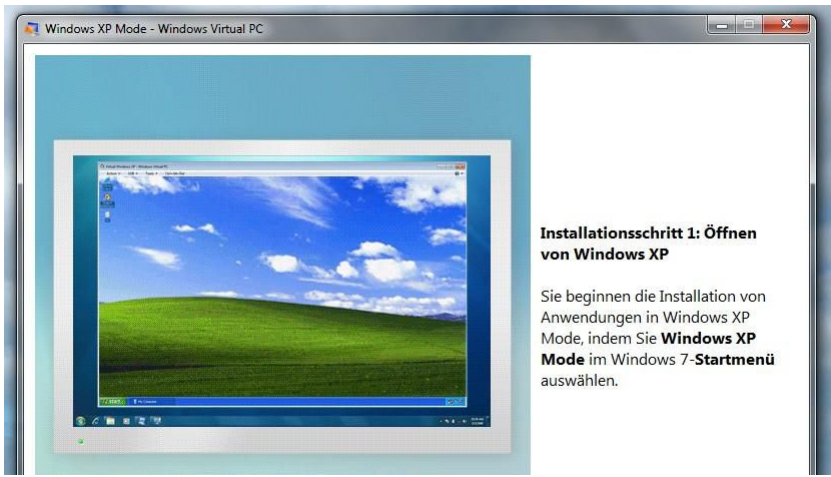 Windows XP Mode - Windows Virtual PC
Installationsschritt 1: Öffnen
von Windows XP
Sie beginnen die Installation von
Anwendungen in Windows XP
Mode, indem Sie Windows XP
Mode im Windows 7-Startmenü
auswählen.